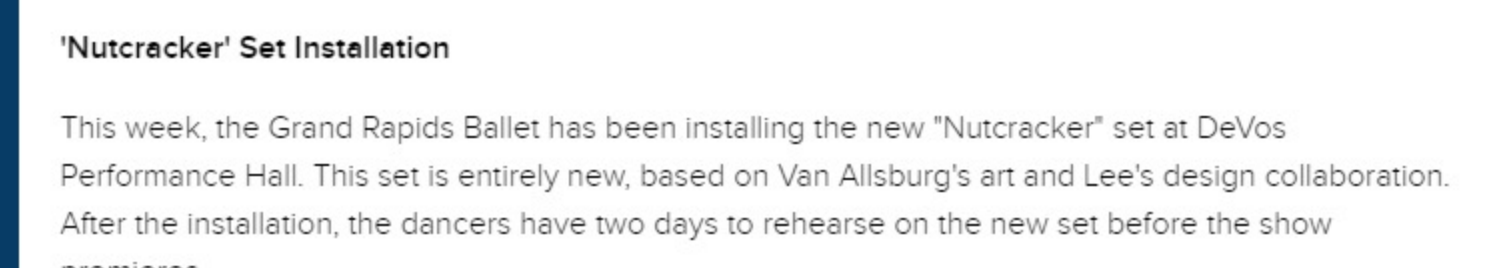 'Nutcracker' Set Installation
This week, the Grand Rapids Ballet has been installing the new "Nutcracker" set at DeVos
Performance Hall. This set is entirely new, based on Van Allsburg's art and Lee's design collaboration.
After the installation, the dancers have two days to rehearse on the new set before the show